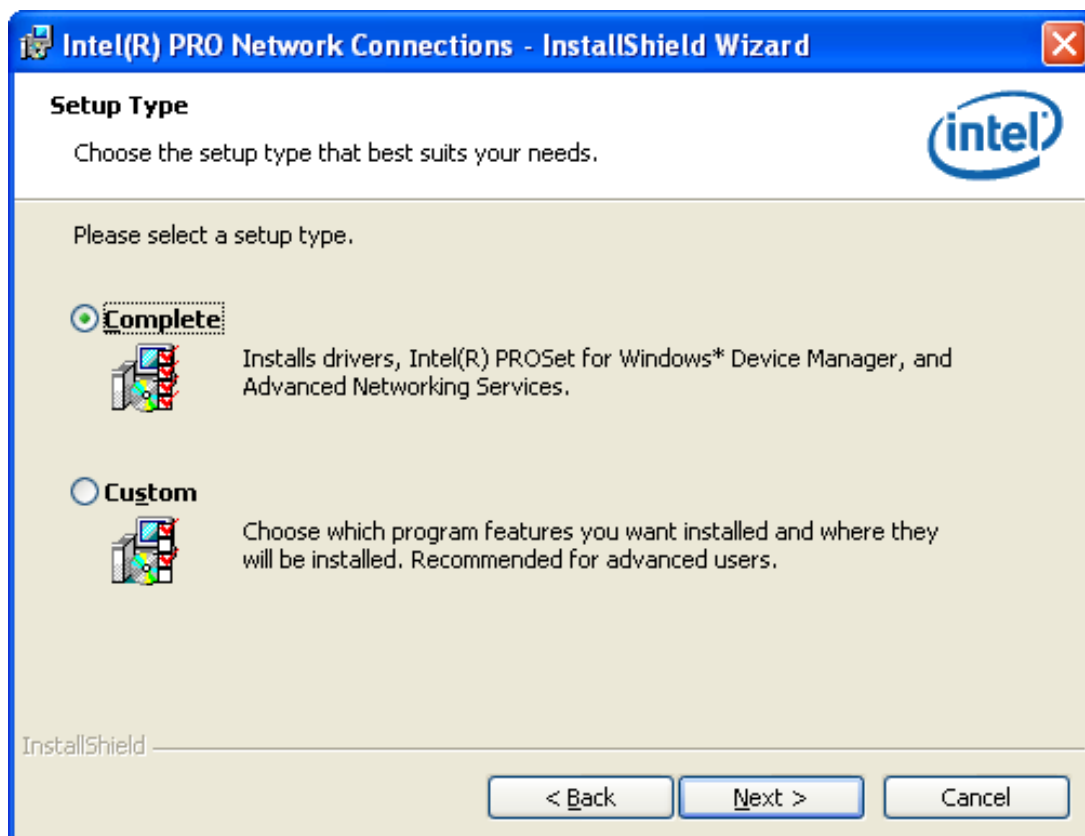 Intel(R) PRO Network Connections - InstallShield Wizard
Setup Type
Choose the setup type that best suits your needs.
intel
Please select a setup type.
Complete
Installs drivers, Intel(R) PROSet for Windows* Device Manager, and
Advanced Networking Services.
Custom
Choose which program features you want installed and where they
will be installed. Recommended for advanced users.
InstallShield
< Back
Next >
Cancel